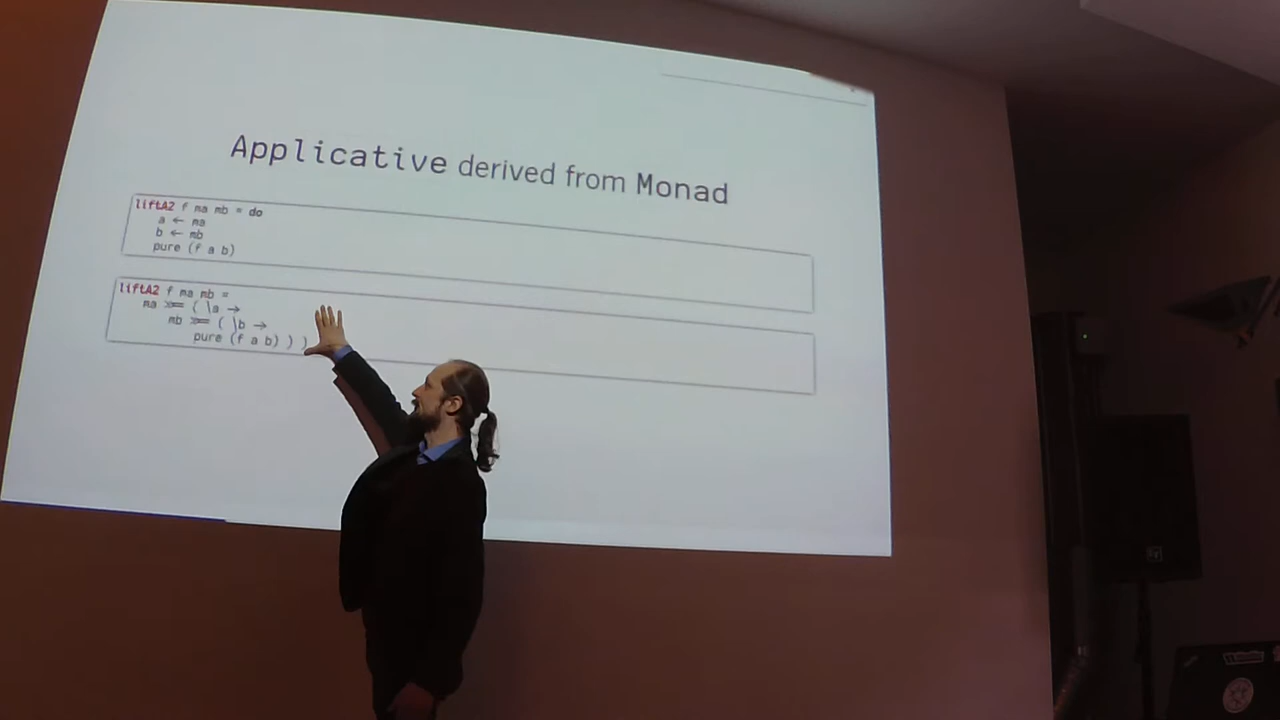 Applicative derived from Monad
liftA2 f ma mb = do
a ← ma
b ← mb
pure (f a b)
liftA2 f ma mb =
ma >>= ( \a →
mb >>= ( \b →
pure (f a b) ) )